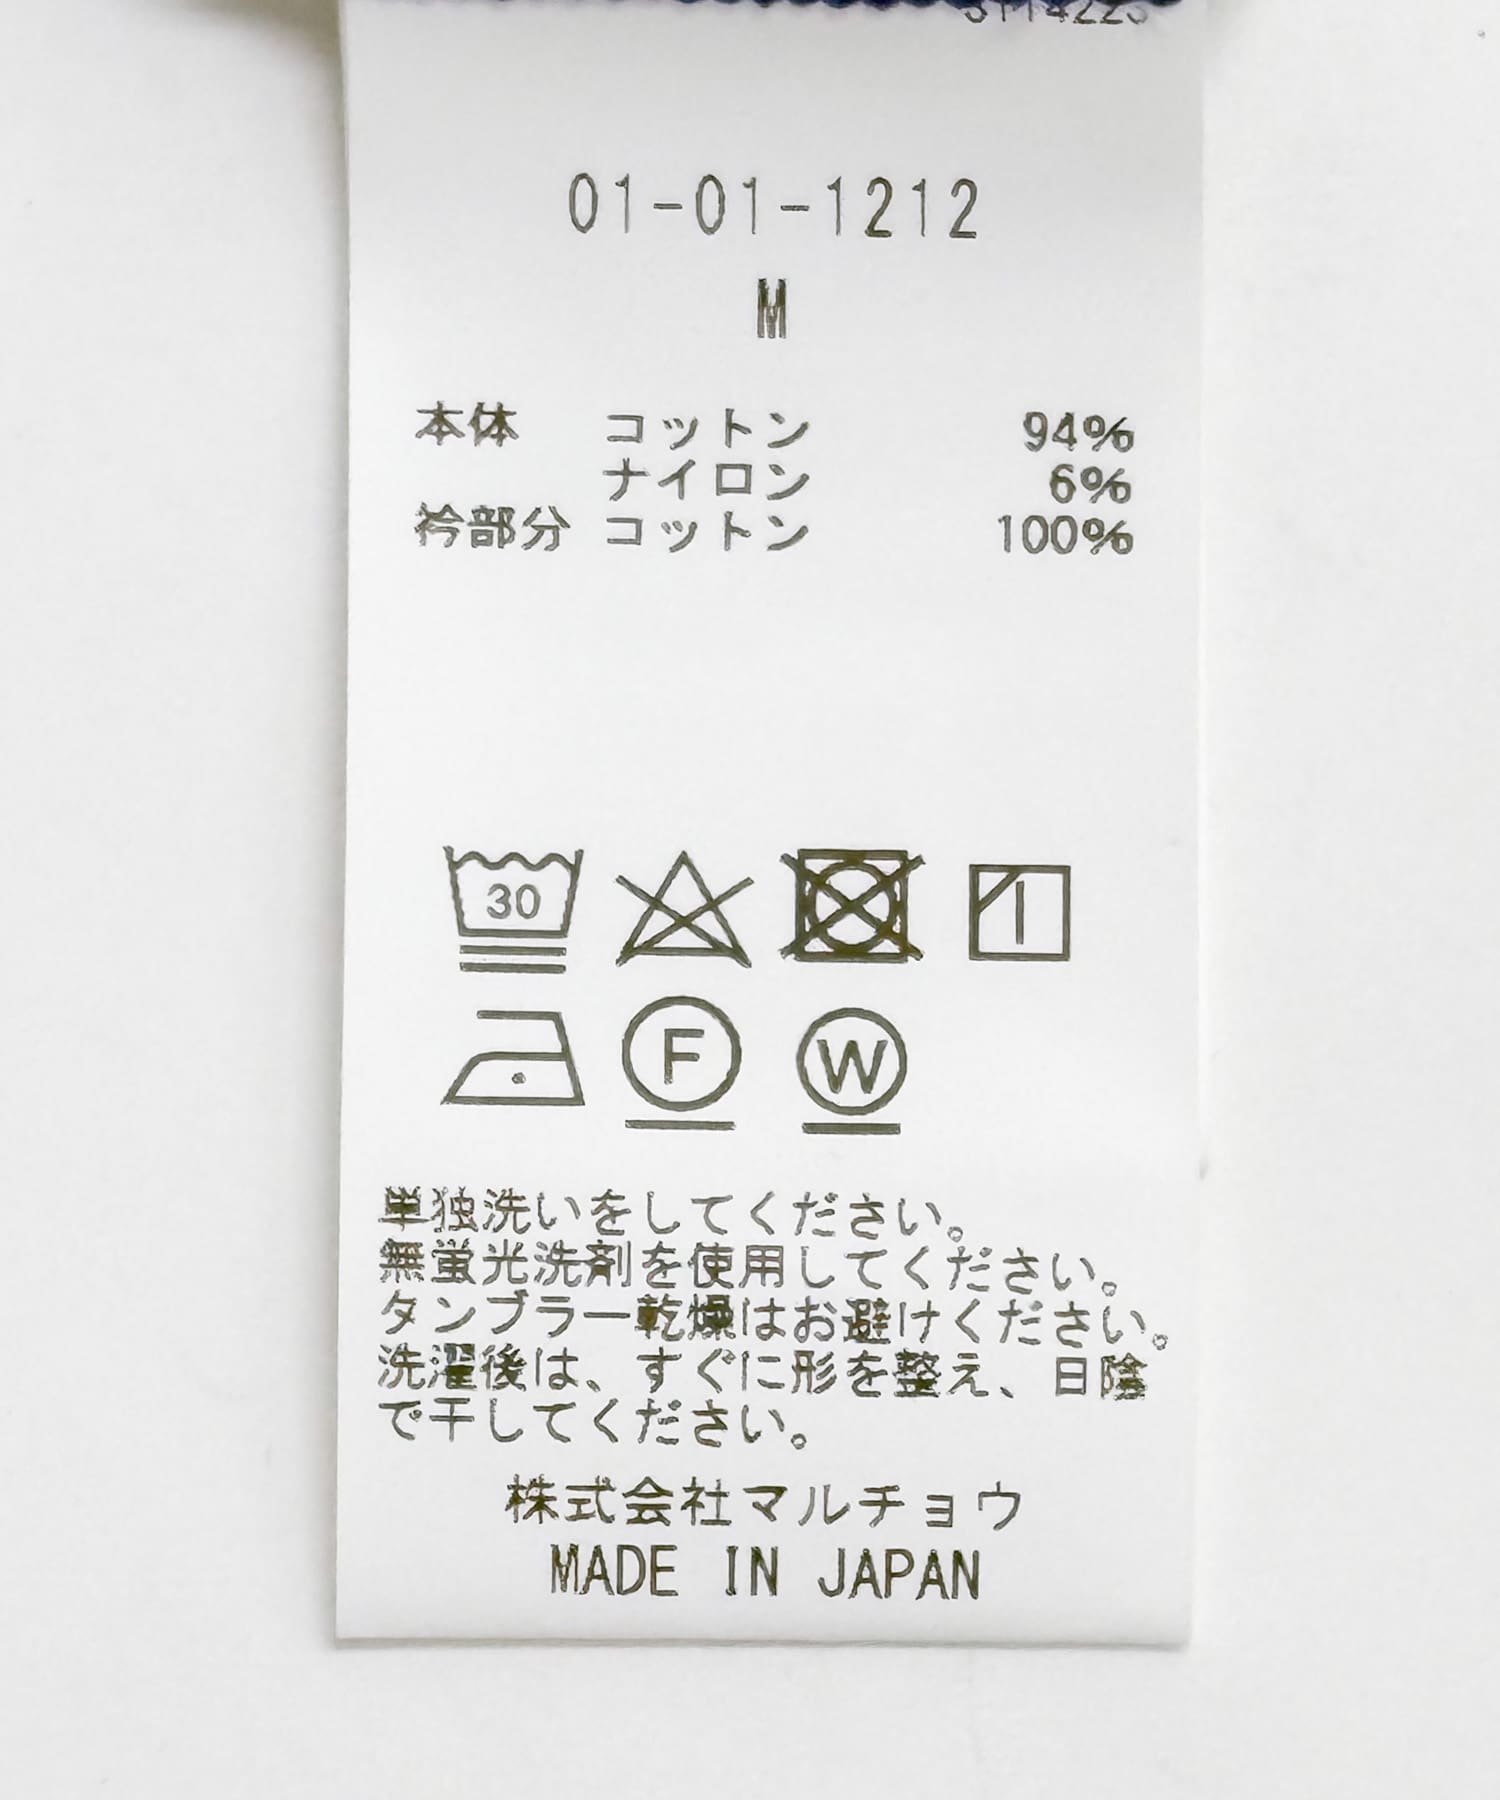 01-01-1212
M
本体 コットン 94%
ナイロン 6%
衿部分 コットン 100%
30
F W
単独洗いをしてください。
無蛍光洗剤を使用してください。
タンブラー乾燥はお避けください。
洗濯後は、すぐに形を整え、日陰
で干してください。
株式会社マルチョウ
MADE IN JAPAN